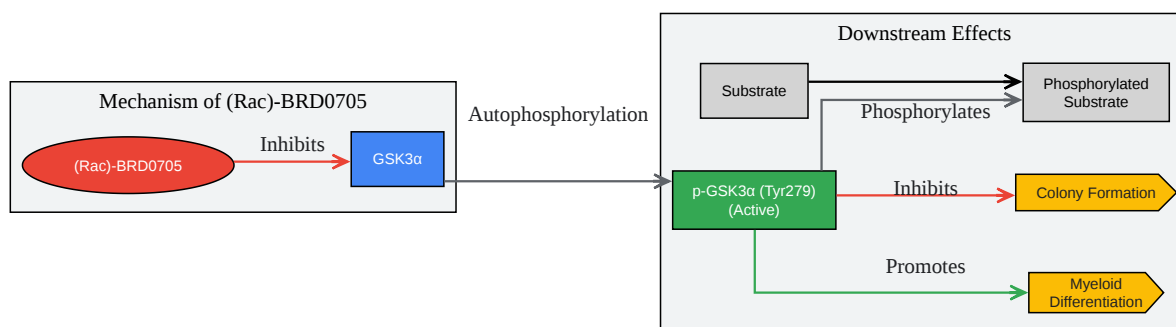 Mechanism of (Rac)-BRD0705
(Rac)-BRD0705
Inhibits
GSK3α
Autophosphorylation
Downstream Effects
Substrate
Phosphorylates
Phosphorylated
Substrate
p-GSK3α (Tyr279)
(Active)
Inhibits
Colony Formation
Promotes
Myeloid
Differentiation